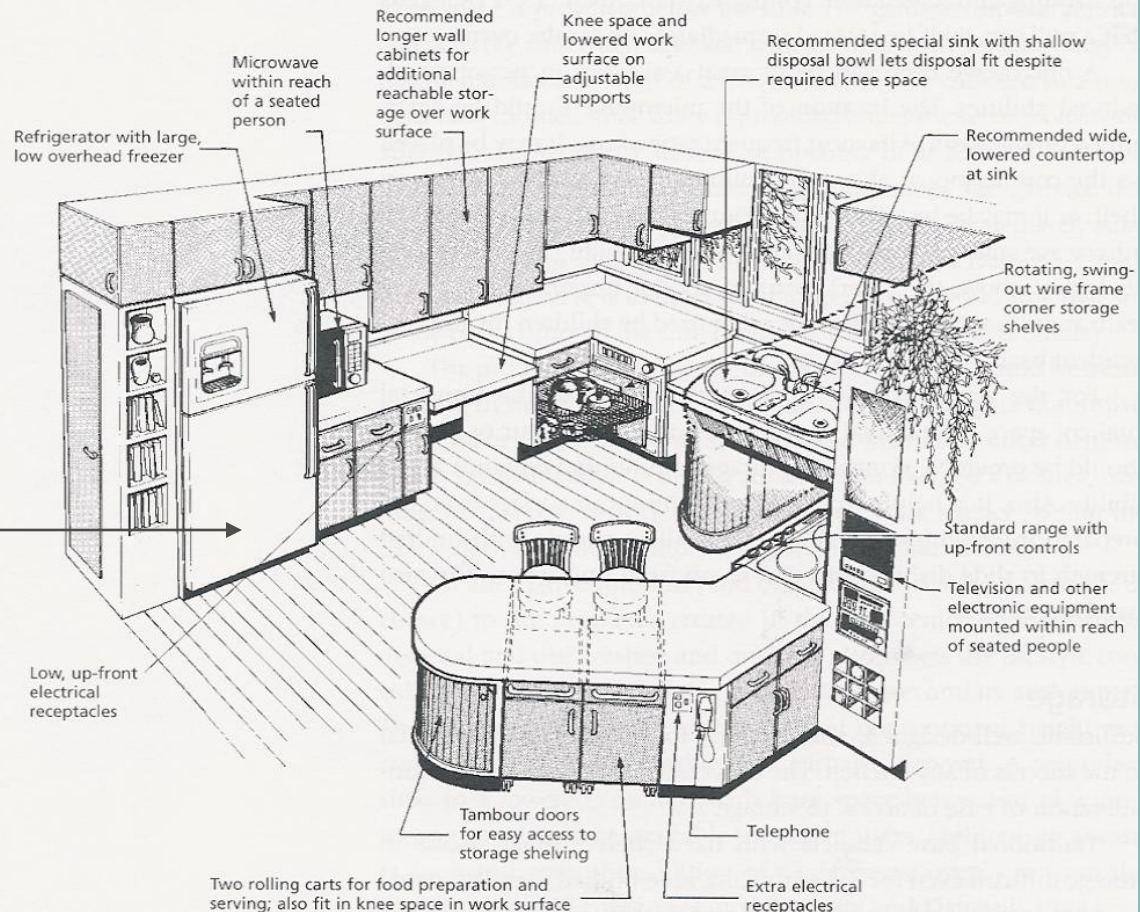 Recommended
longer wall
cabinets for
additional
reachable stor-
age over work
surface
Knee space and
lowered work
surface on
adjustable
supports
Recommended special sink with shallow
disposal bowl lets disposal fit despite
required knee space
Microwave
within reach
of a seated
person
Refrigerator with large,
low overhead freezer
Recommended wide,
lowered countertop
at sink
Rotating, swing-
out wire frame
corner storage
shelves
Standard range with
up-front controls
Television and other
electronic equipment
mounted within reach
of seated people
Low, up-front
electrical
receptacles
Tambour doors
for easy access to
storage shelving
Telephone
Two rolling carts for food preparation and
serving; also fit in knee space in work surface
Extra electrical
receptacles